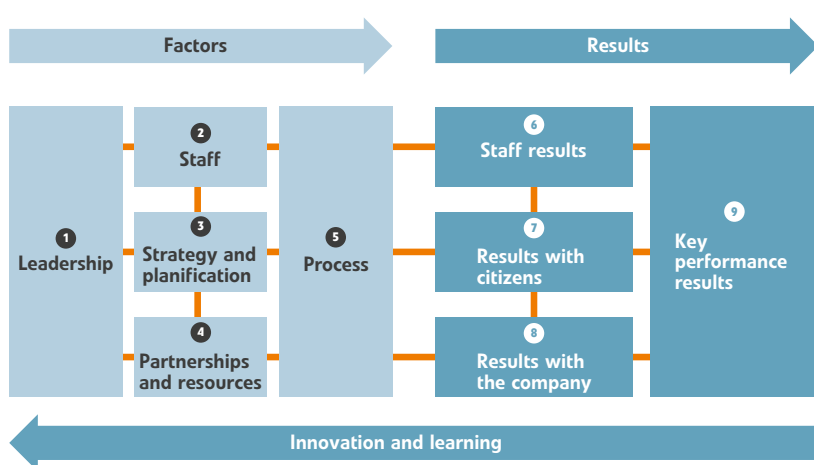 Factors
Results
1
Leadership
2
Staff
3
Strategy and
planification
4
Partnerships
and resources
5
Process
6
Staff results
7
Results with
citizens
8
Results with
the company
9
Key
performance
results
Innovation and learning